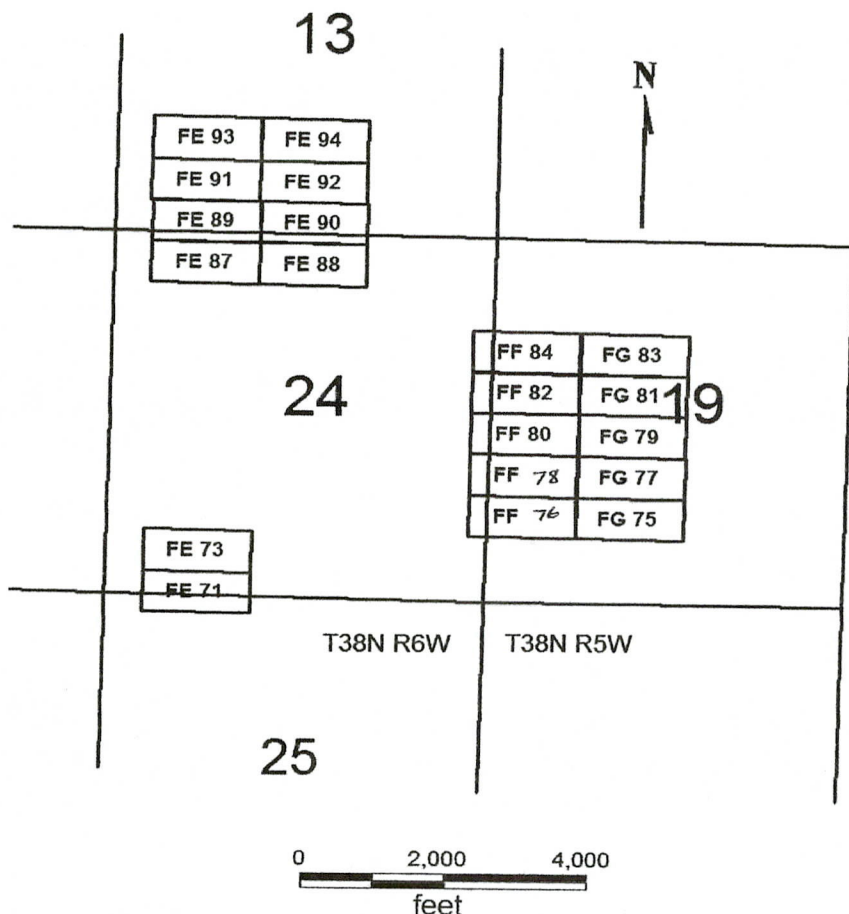 13
N
FE 93 FE 94
FE 91 FE 92
FE 89 FE 90
FE 87 FE 88
24
19
FF 84 FG 83
FF 82 FG 81
FF 80 FG 79
FF 78 FG 77
FF 76 FG 75
FE 73
FE 71
T38N R6W T38N R5W
25
0 2,000 4,000
feet